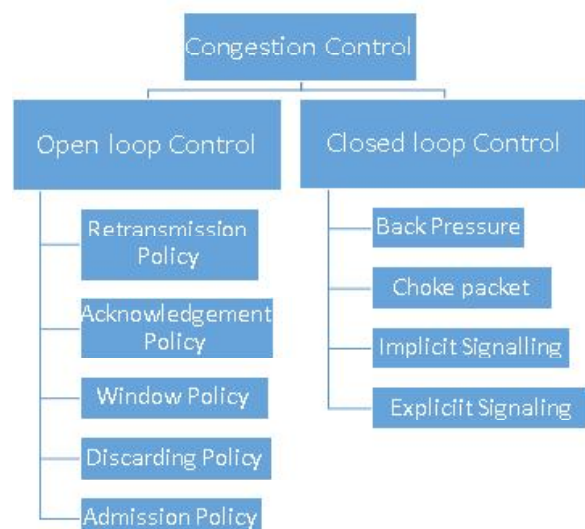 Congestion Control
Open loop Control
Retransmission
Policy
Acknowledgement
Policy
Window Policy
Discarding Policy
Admission Policy
Closed loop Control
Back Pressure
Choke packet
Implicit Signalling
Expliciit Signaling